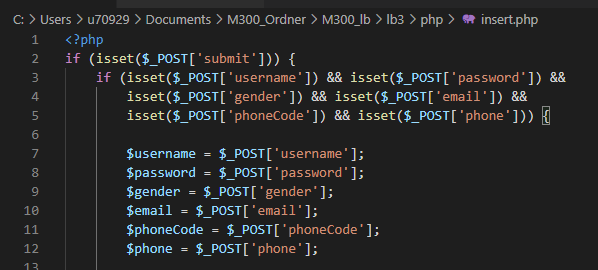 C: > Users > u70929 > Documents > M300_Ordner > M300_lb > lb3 > php > insert.php
1 <?php
2 if (isset($_POST['submit'])) {
3 if (isset($_POST['username']) && isset($_POST['password']) &&
4 isset($_POST['gender']) && isset($_POST['email']) &&
5 isset($_POST['phoneCode']) && isset($_POST['phone'])) {
6
7 $username = $_POST['username'];
8 $password = $_POST['password'];
9 $gender = $_POST['gender'];
10 $email = $_POST['email'];
11 $phoneCode = $_POST['phoneCode'];
12 $phone = $_POST['phone'];
13